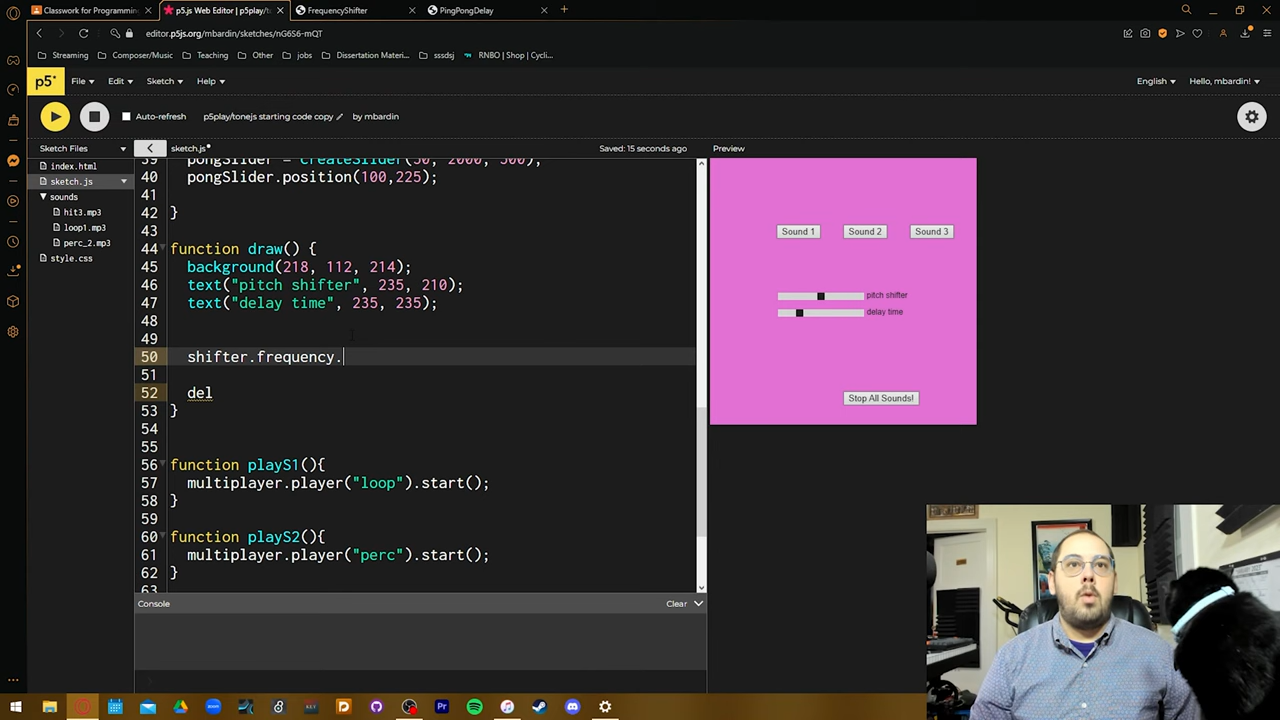 Classwork for Programmin
p5.js Web Editor | p5play/to
FrequencyShifter
PingPongDelay
editor.p5js.org/mbardin/sketches/nG6S6-mQT
Streaming
Composer/Music
Teaching
Other
jobs
Dissertation Materi...
sssdsj
RNBO | Shop | Cycli...
p5*
File
Edit
Sketch
Help
English
Hello, mbardin!
Auto-refresh
p5play/tonejs starting code copy
by mbardin
Sketch Files
sketch.js
Saved: 15 seconds ago
Preview
index.html
sketch.js
sounds
hit3.mp3
loop1.mp3
perc_2.mp3
style.css
39 pongSlider = createSlider(50, 2000, 500);
40 pongSlider.position(100,225);
41
42 }
43
44 function draw() {
45 background(218, 112, 214);
46 text("pitch shifter", 235, 210);
47 text("delay time", 235, 235);
48
49
50 shifter.frequency.
51
52 del
53 }
54
55
56 function playS1(){
57 multiplayer.player("loop").start();
58 }
59
60 function playS2(){
61 multiplayer.player("perc").start();
62 }
63
Sound 1
Sound 2
Sound 3
pitch shifter
delay time
Stop All Sounds!
Console
Clear